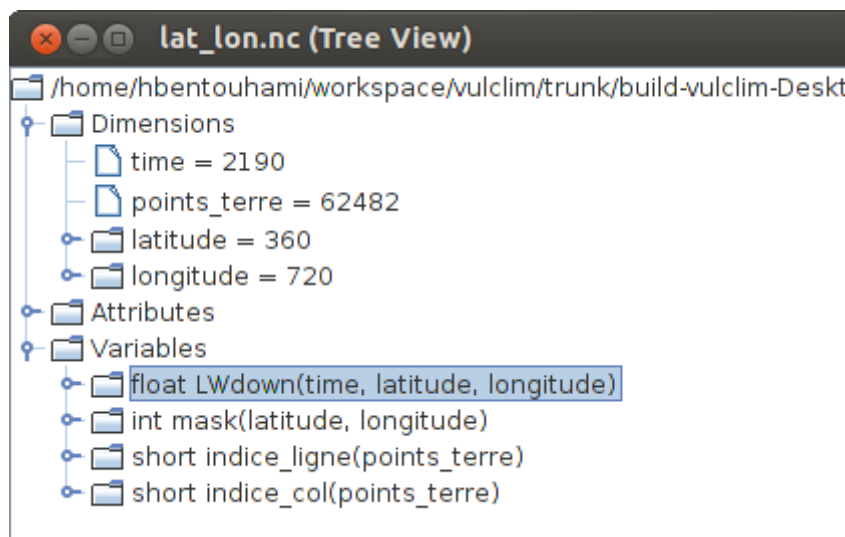 lat_lon.nc (Tree View)
/home/hbentouhami/workspace/vulclim/trunk/build-vulclim-Deskt
Dimensions
time = 2190
points_terre = 62482
latitude = 360
longitude = 720
Attributes
Variables
float LWdown(time, latitude, longitude)
int mask(latitude, longitude)
short indice_ligne(points_terre)
short indice_col(points_terre)